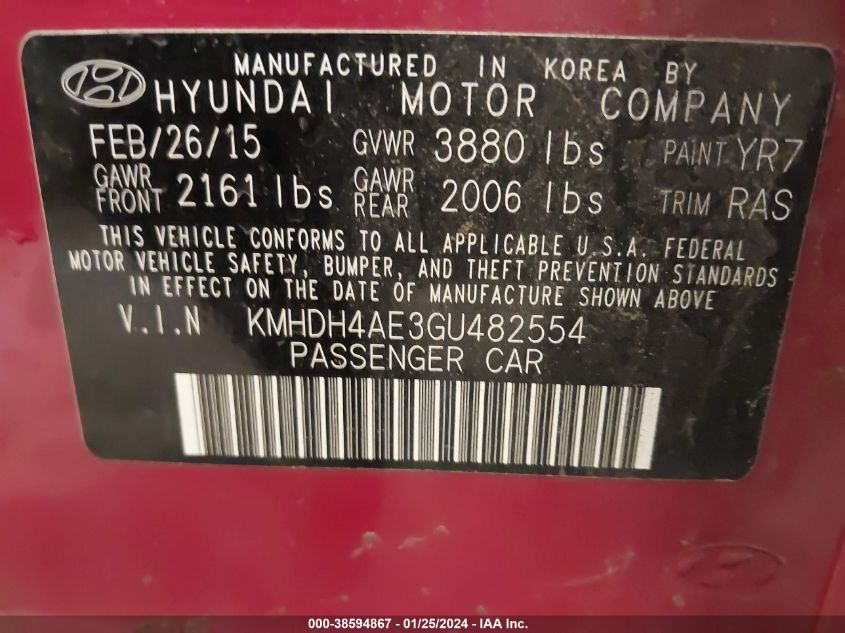 MANUFACTURED IN KOREA BY
HYUNDAI MOTOR COMPANY
FEB/26/15 GVWR 3880 lbs PAINT YR7
GAWR FRONT 2161 lbs GAWR REAR 2006 lbs TRIM RAS
THIS VEHICLE CONFORMS TO ALL APPLICABLE U.S.A. FEDERAL
MOTOR VEHICLE SAFETY, BUMPER, AND THEFT PREVENTION STANDARDS
IN EFFECT ON THE DATE OF MANUFACTURE SHOWN ABOVE
V.I.N KMHDH4AE3GU482554
PASSENGER CAR
000-38594867 - 01/25/2024 - IAA Inc.